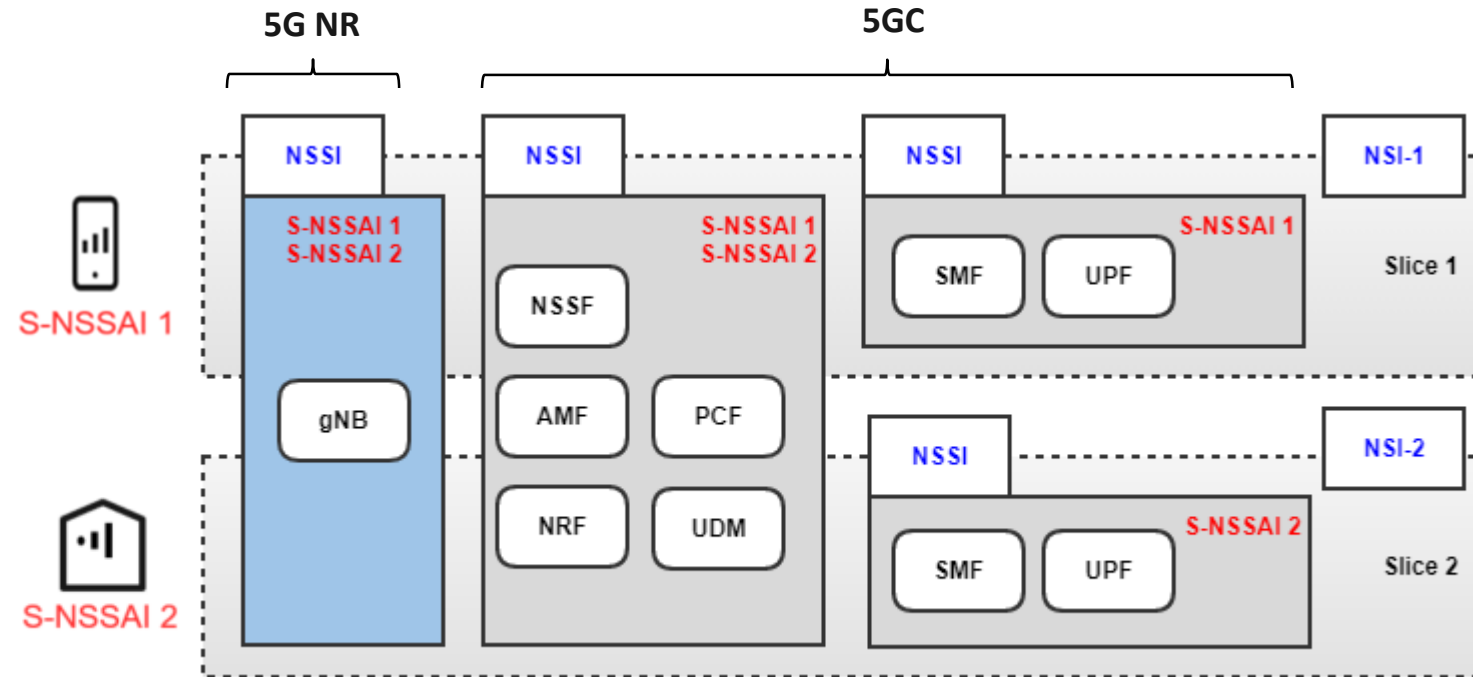 5G NR
5GC
NSSI
NSSI
NSSI
NSI-1
S-NSSAI 1
S-NSSAI 2
S-NSSAI 1
S-NSSAI 2
S-NSSAI 1
NSSF
SMF
UPF
Slice 1
S-NSSAI 1
gNB
AMF
PCF
NSSI
NSI-2
NRF
UDM
S-NSSAI 2
SMF
UPF
Slice 2
S-NSSAI 2